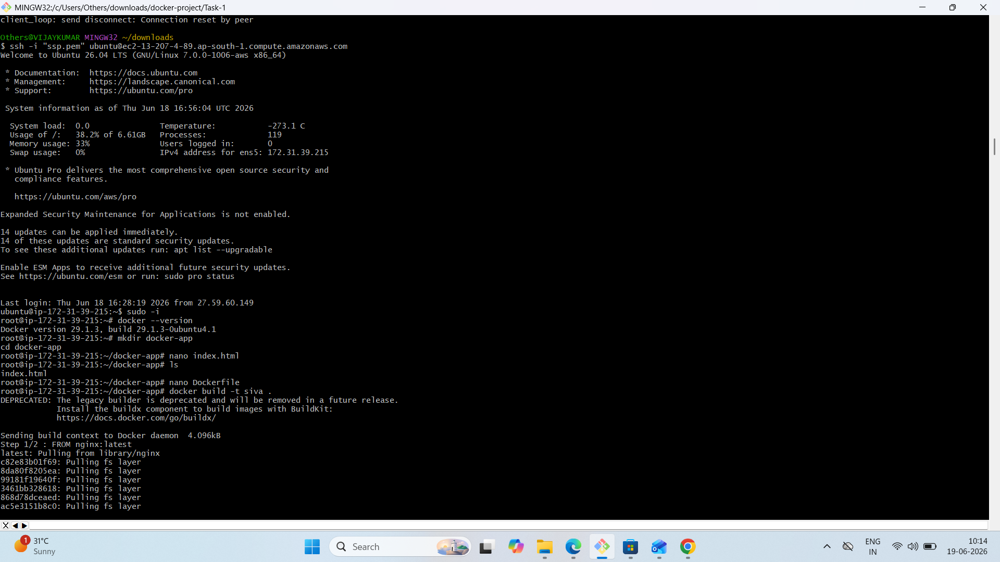 MINGW32:/c/Users/Others/downloads/docker-project/Task-1
client_loop: send disconnect: Connection reset by peer
Others@VIJAYKUMAR MINGW32 ~/downloads
$ ssh -i "ssp.pem" ubuntu@ec2-13-207-4-89.ap-south-1.compute.amazonaws.com
Welcome to Ubuntu 26.04 LTS (GNU/Linux 7.0.0-1006-aws x86_64)
* Documentation:  https://docs.ubuntu.com
* Management:     https://landscape.canonical.com
* Support:        https://ubuntu.com/pro
System information as of Thu Jun 18 16:56:04 UTC 2026
System load:  0.0               Temperature:           -273.1 C
Usage of /:   38.2% of 6.61GB   Processes:             119
Memory usage: 33%               Users logged in:       0
Swap usage:   0%                IPv4 address for ens5: 172.31.39.215
* Ubuntu Pro delivers the most comprehensive open source security and
compliance features.
https://ubuntu.com/aws/pro
Expanded Security Maintenance for Applications is not enabled.
14 updates can be applied immediately.
14 of these updates are standard security updates.
To see these additional updates run: apt list --upgradable
Enable ESM Apps to receive additional future security updates.
See https://ubuntu.com/esm or run: sudo pro status
Last login: Thu Jun 18 16:28:19 2026 from 27.59.60.149
ubuntu@ip-172-31-39-215:~$ sudo -i
root@ip-172-31-39-215:~# docker --version
Docker version 29.1.3, build 29.1.3-0ubuntu4.1
root@ip-172-31-39-215:~# mkdir docker-app
cd docker-app
root@ip-172-31-39-215:~/docker-app# nano index.html
root@ip-172-31-39-215:~/docker-app# ls
index.html
root@ip-172-31-39-215:~/docker-app# nano Dockerfile
root@ip-172-31-39-215:~/docker-app# docker build -t siva .
DEPRECATED: The legacy builder is deprecated and will be removed in a future release.
Install the buildx component to build images with BuildKit:
https://docs.docker.com/go/buildx/
Sending build context to Docker daemon  4.096kB
Step 1/2 : FROM nginx:latest
latest: Pulling from library/nginx
c82e83b01f69: Pulling fs layer
8da80f8205ea: Pulling fs layer
99181f19640f: Pulling fs layer
3461bb328618: Pulling fs layer
868d78dceaed: Pulling fs layer
ac5e3151b8c0: Pulling fs layer
1
31°C
Sunny
Search
ENG
IN
10:14
19-06-2026